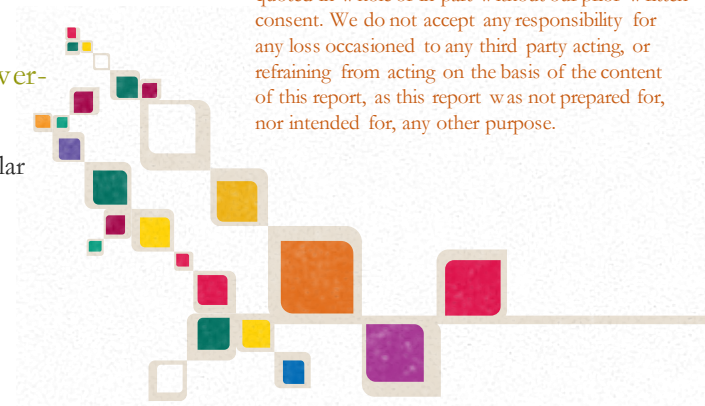 consent. We do not accept any responsibility for
any loss occasioned to any third party acting, or
refraining from acting on the basis of the content
of this report, as this report was not prepared for,
nor intended for, any other purpose.
ver-
lar